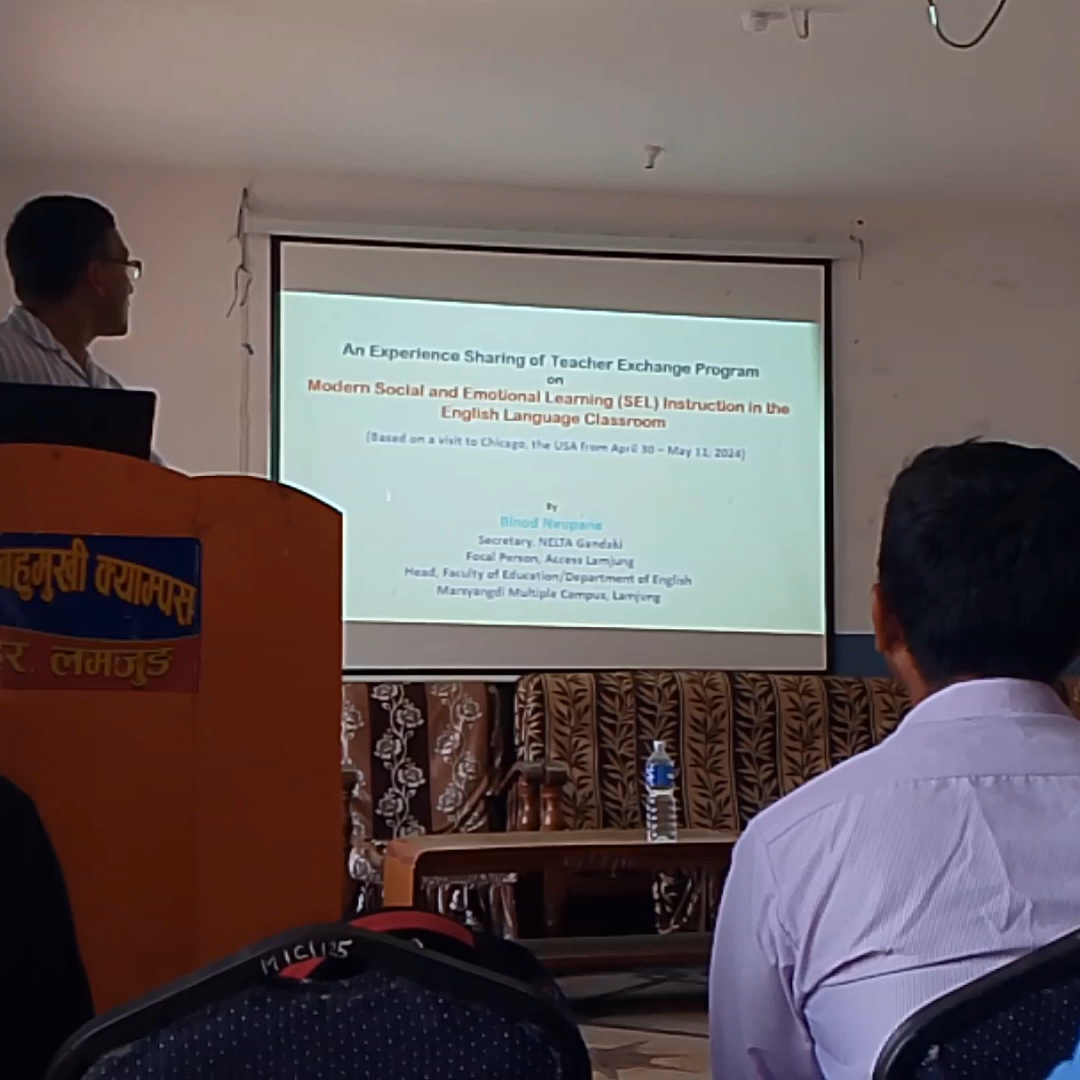 An Experience Sharing of Teacher Exchange Program
on
Modern Social and Emotional Learning (SEL) Instruction in the
English Language Classroom
(Based on a visit to Chicago, the USA from April 30 – May 11, 2024)
By
Binod Neupane
Secretary, NELTA Gandaki
Focal Person, Access Lamjung
Head, Faculty of Education/Department of English
Marsyangdi Multiple Campus, Lamjung
बहुमुखी क्याम्पस
लमजुङ